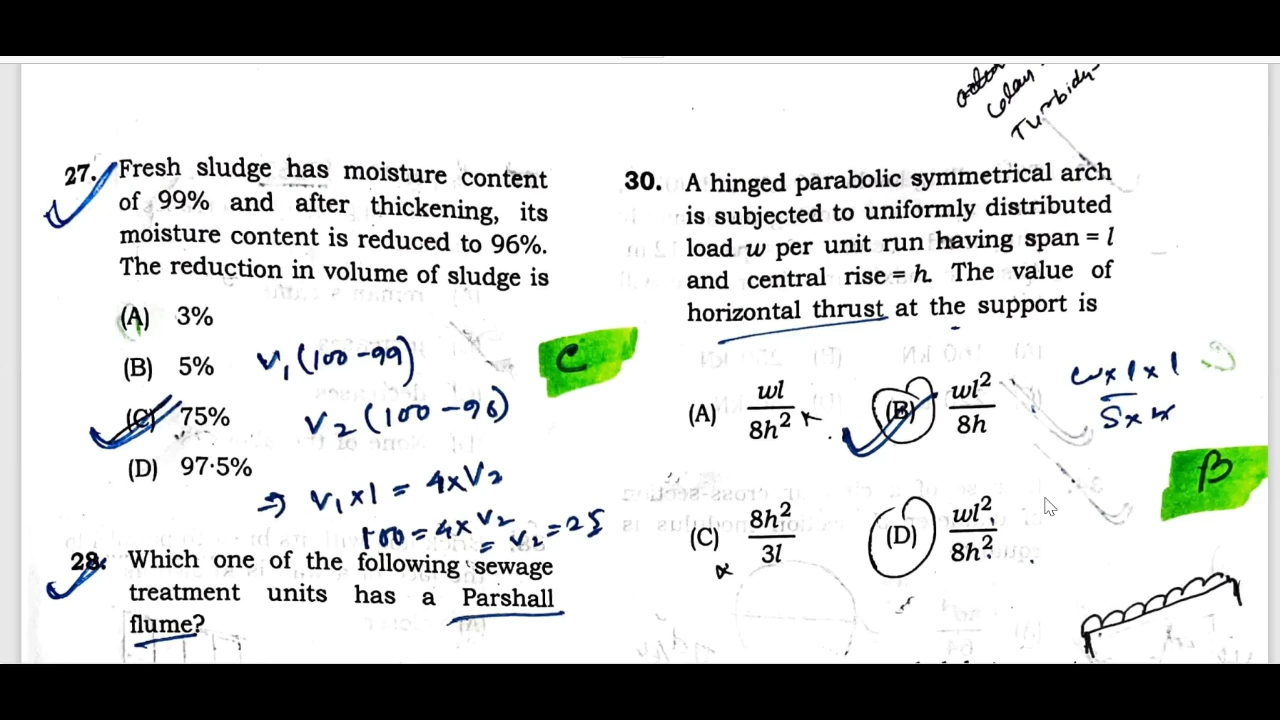 27. Fresh sludge has moisture content
of 99% and after thickening, its
moisture content is reduced to 96%.
The reduction in volume of sludge is
(A) 3%
(B) 5%
(C) 75%
(D) 97·5%
V₁ (100-99)
V₂ (100-96)
⇒ V₁×1 = 4×V₂
100 = 4×V₂
= V₂=25
C
28. Which one of the following sewage
treatment units has a Parshall
flume?
Turbidity
30. A hinged parabolic symmetrical arch
is subjected to uniformly distributed
load w per unit run having span = l
and central rise = h. The value of
horizontal thrust at the support is
(A) wl / 8h²
(B) wl² / 8h
(C) 8h² / 3l
(D) wl² / 8h²
w×l×l
B